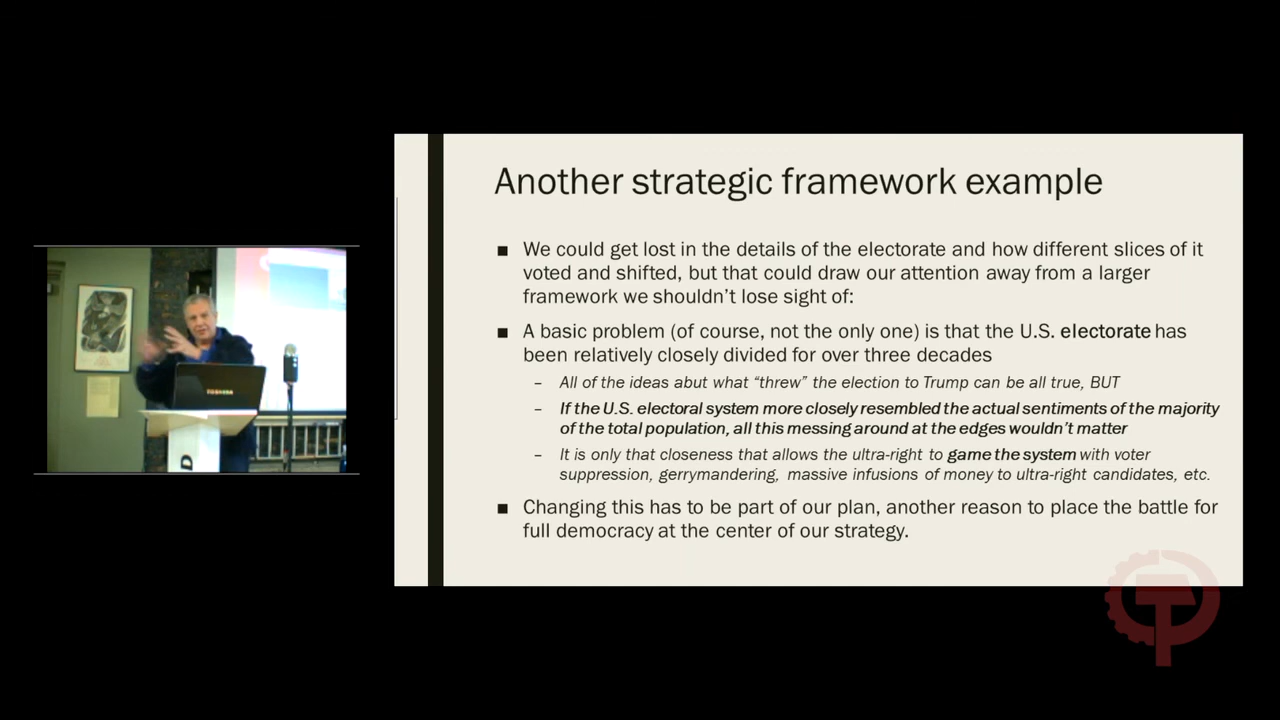 Another strategic framework example
■ We could get lost in the details of the electorate and how different slices of it
voted and shifted, but that could draw our attention away from a larger
framework we shouldn't lose sight of:
■ A basic problem (of course, not the only one) is that the U.S. electorate has
been relatively closely divided for over three decades
– All of the ideas abut what “threw” the election to Trump can be all true, BUT
– If the U.S. electoral system more closely resembled the actual sentiments of the majority
of the total population, all this messing around at the edges wouldn't matter
– It is only that closeness that allows the ultra-right to game the system with voter
suppression, gerrymandering, massive infusions of money to ultra-right candidates, etc.
■ Changing this has to be part of our plan, another reason to place the battle for
full democracy at the center of our strategy.
TOSHIBA
D